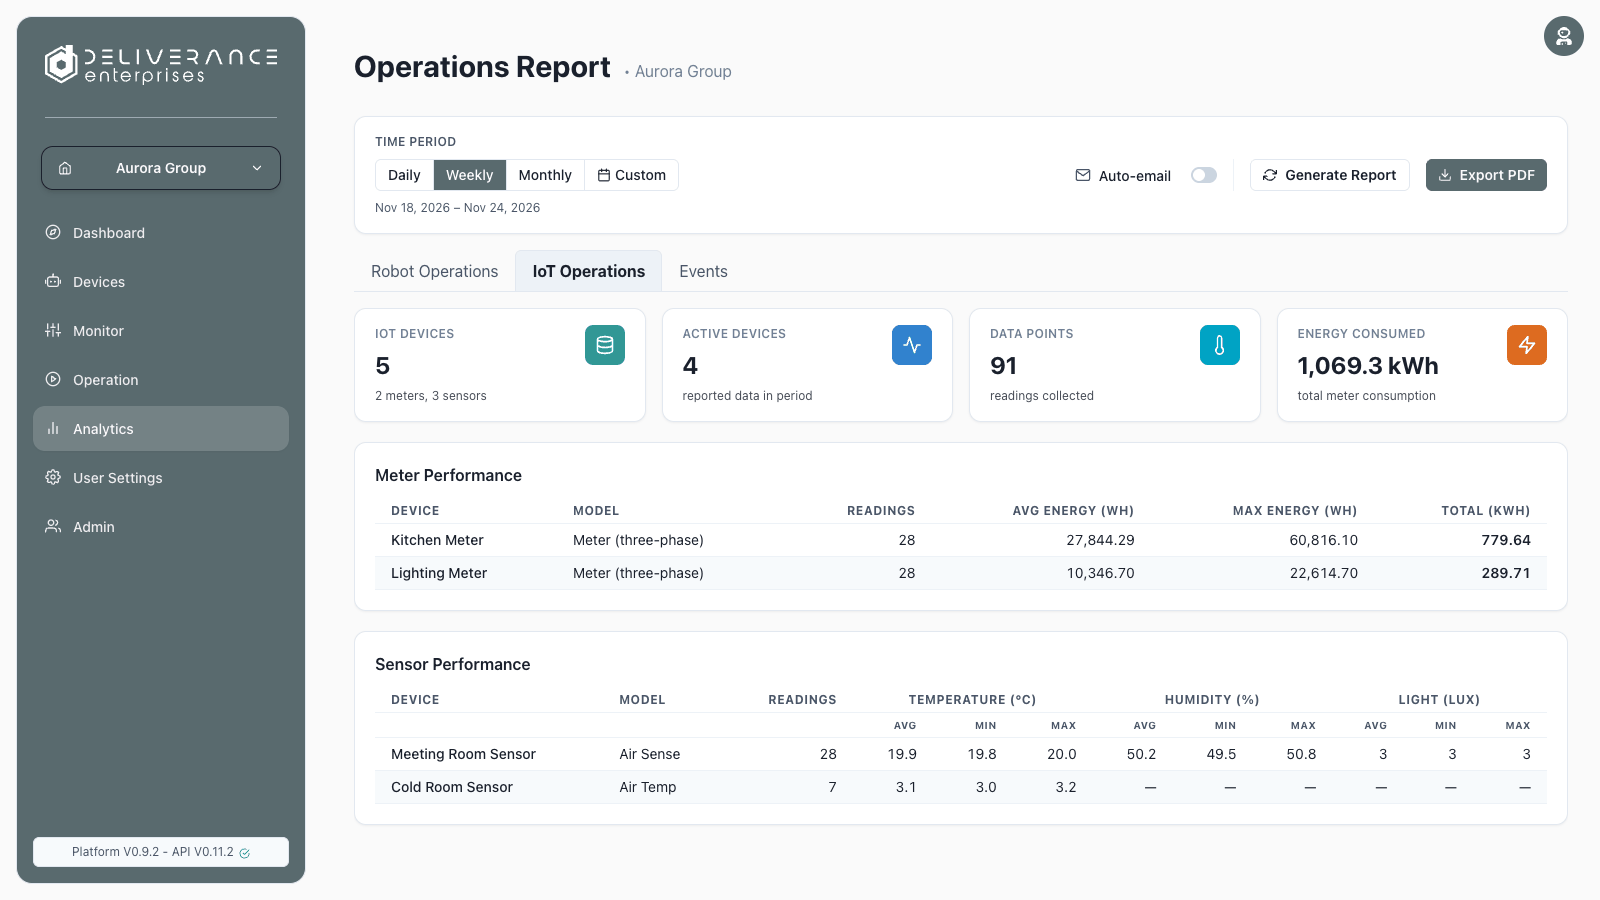 DELIVERANCE
enterprises
Aurora Group
Dashboard
Devices
Monitor
Operation
Analytics
User Settings
Admin
Platform V0.9.2 - API V0.11.2
Operations Report • Aurora Group
TIME PERIOD
Daily Weekly Monthly Custom
Auto-email Generate Report Export PDF
Nov 18, 2026 – Nov 24, 2026
Robot Operations IoT Operations Events
IOT DEVICES
5
2 meters, 3 sensors
ACTIVE DEVICES
4
reported data in period
DATA POINTS
91
readings collected
ENERGY CONSUMED
1,069.3 kWh
total meter consumption
Meter Performance
DEVICE MODEL READINGS AVG ENERGY (WH) MAX ENERGY (WH) TOTAL (KWH)
Kitchen Meter Meter (three-phase) 28 27,844.29 60,816.10 779.64
Lighting Meter Meter (three-phase) 28 10,346.70 22,614.70 289.71
Sensor Performance
DEVICE MODEL READINGS TEMPERATURE (°C) HUMIDITY (%) LIGHT (LUX)
AVG MIN MAX AVG MIN MAX AVG MIN MAX
Meeting Room Sensor Air Sense 28 19.9 19.8 20.0 50.2 49.5 50.8 3 3 3
Cold Room Sensor Air Temp 7 3.1 3.0 3.2 — — — — — —